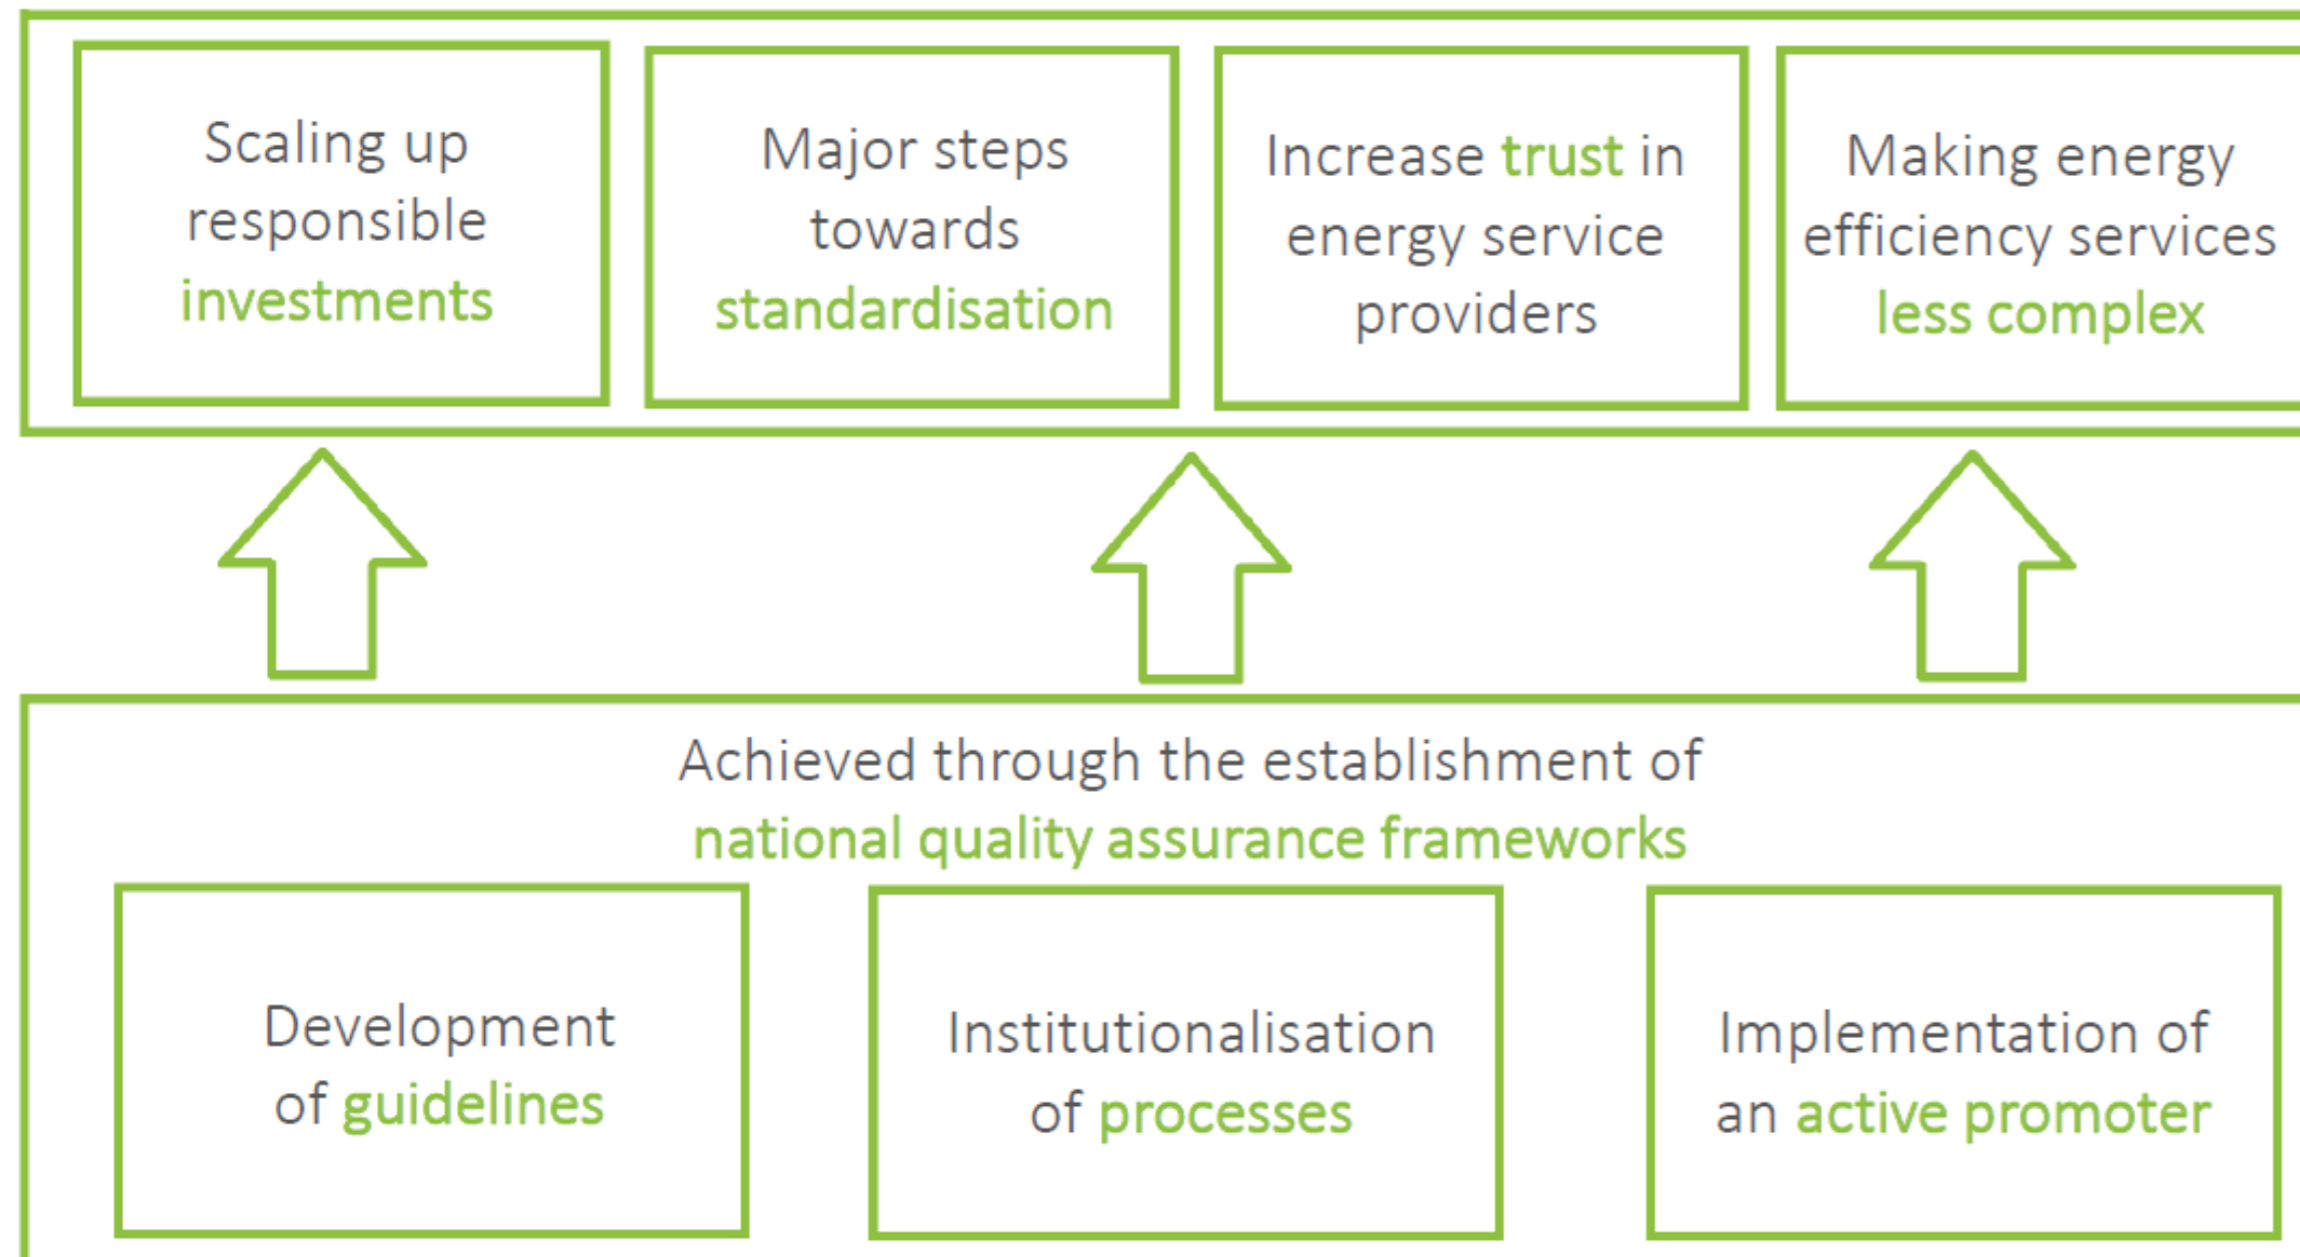 Scaling up
responsible
investments
Major steps
towards
standardisation
Increase trust in
energy service
providers
Making energy
efficiency services
less complex
Achieved through the establishment of
national quality assurance frameworks
Development
of guidelines
Institutionalisation
of processes
Implementation of
an active promoter